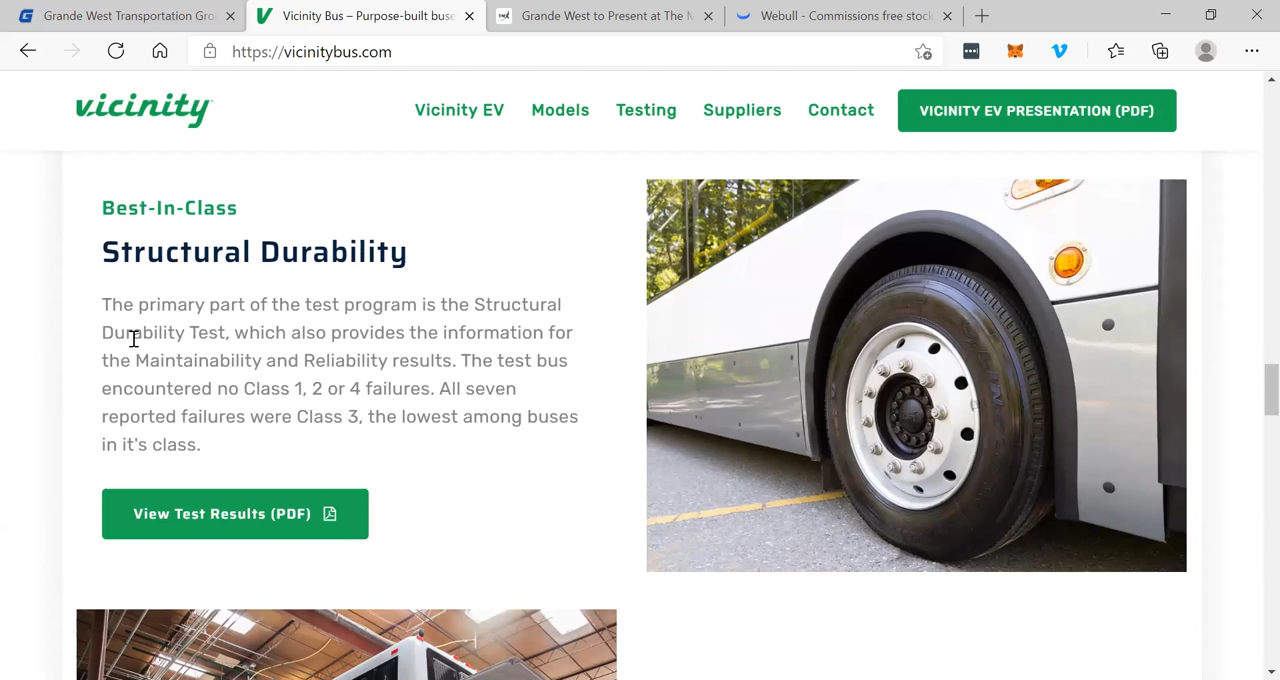 Grande West Transportation Gro
Vicinity Bus – Purpose-built buse
Grande West to Present at The M
Webull - Commissions free stock
https://vicinitybus.com
vicinity
Vicinity EV
Models
Testing
Suppliers
Contact
VICINITY EV PRESENTATION (PDF)
Best-In-Class
Structural Durability
The primary part of the test program is the Structural
Durability Test, which also provides the information for
the Maintainability and Reliability results. The test bus
encountered no Class 1, 2 or 4 failures. All seven
reported failures were Class 3, the lowest among buses
in it's class.
View Test Results (PDF)